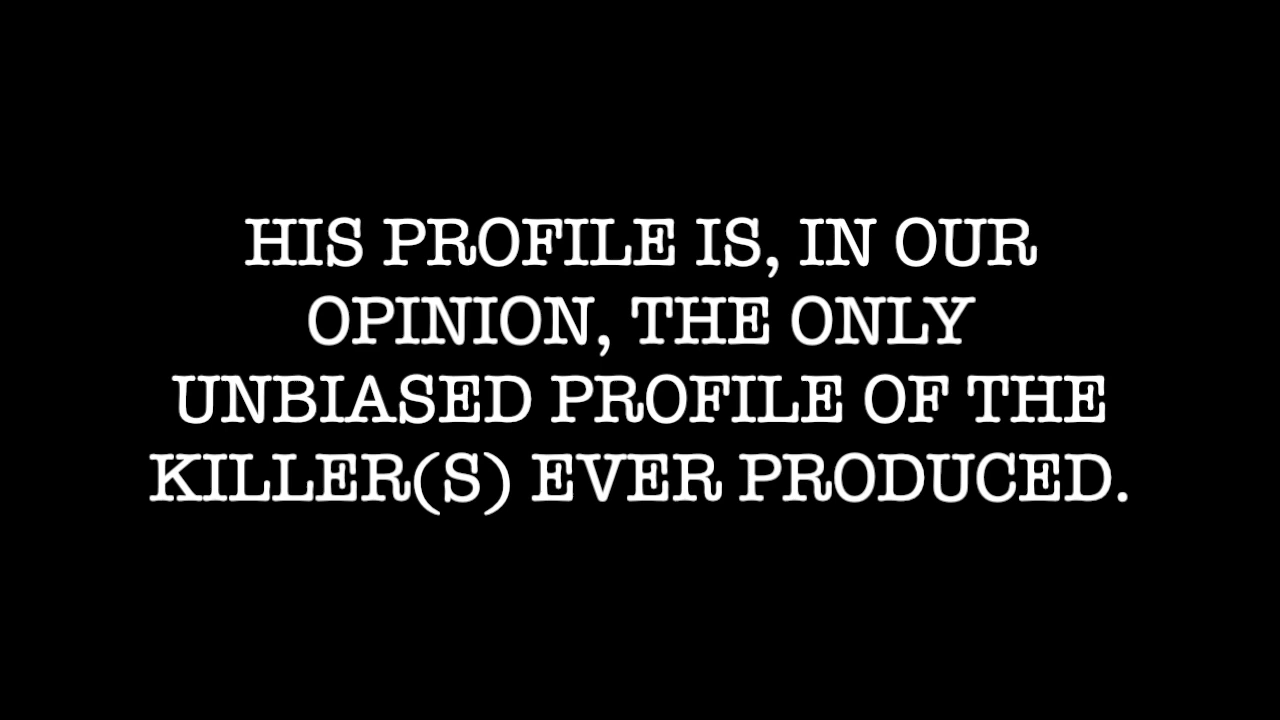 HIS PROFILE IS, IN OUR
OPINION, THE ONLY
UNBIASED PROFILE OF THE
KILLER(S) EVER PRODUCED.